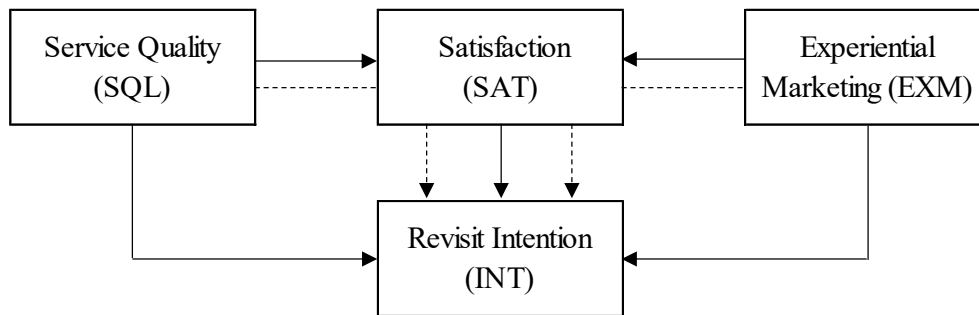 Service Quality
(SQL)
Satisfaction
(SAT)
Experiential
Marketing (EXM)
Revisit Intention
(INT)